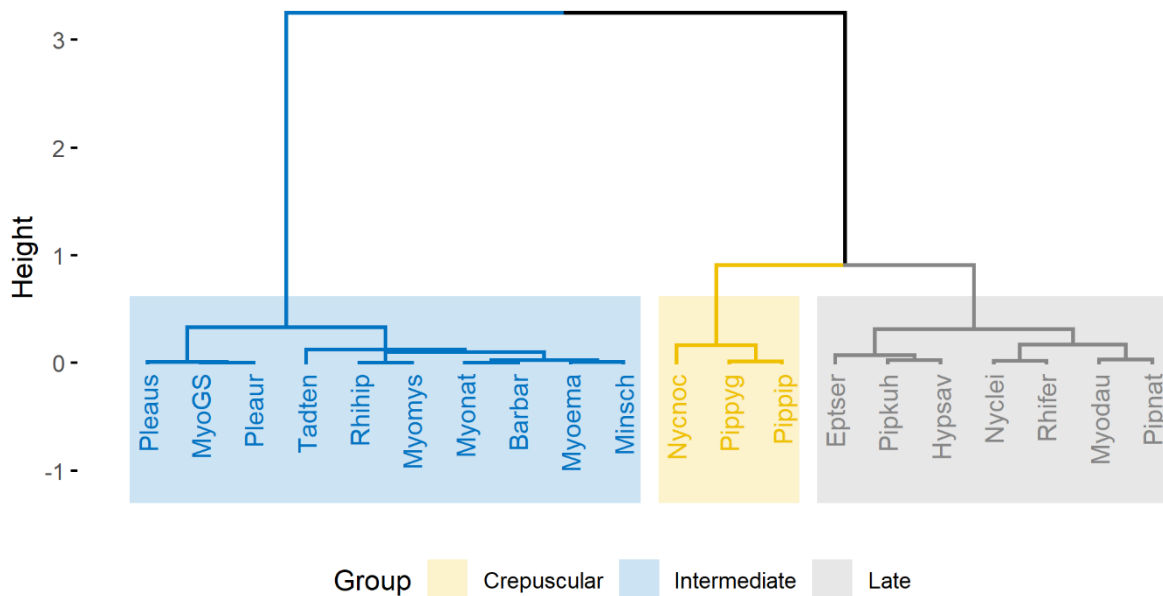 3
2
1
0
-1
Height
Pleaus
MyoGS
Pleaur
Tadten
Rhihip
Myomys
Myonat
Barbar
Myoema
Minsch
Nycnoc
Pippyg
Pippip
Eptser
Pipkuh
Hypsav
Nyclei
Rhifer
Myodau
Pipnat
Group Crepuscular Intermediate Late